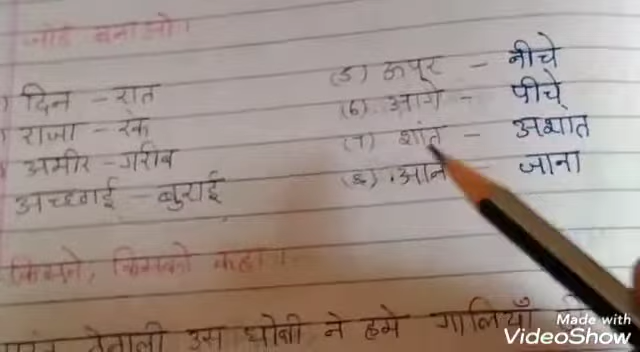 जोड़े बनाओ।
दिन - रात
राजा - रंक
अमीर - गरीब
अच्छाई - बुराई
(5) ऊपर - नीचे
(6) आगे - पीछे
(7) शांत - अशांत
(8) आना - जाना
किसने, किसको कहा।
तेनाली उस धोबी ने हमे गालियाँ
Made with
VideoShow